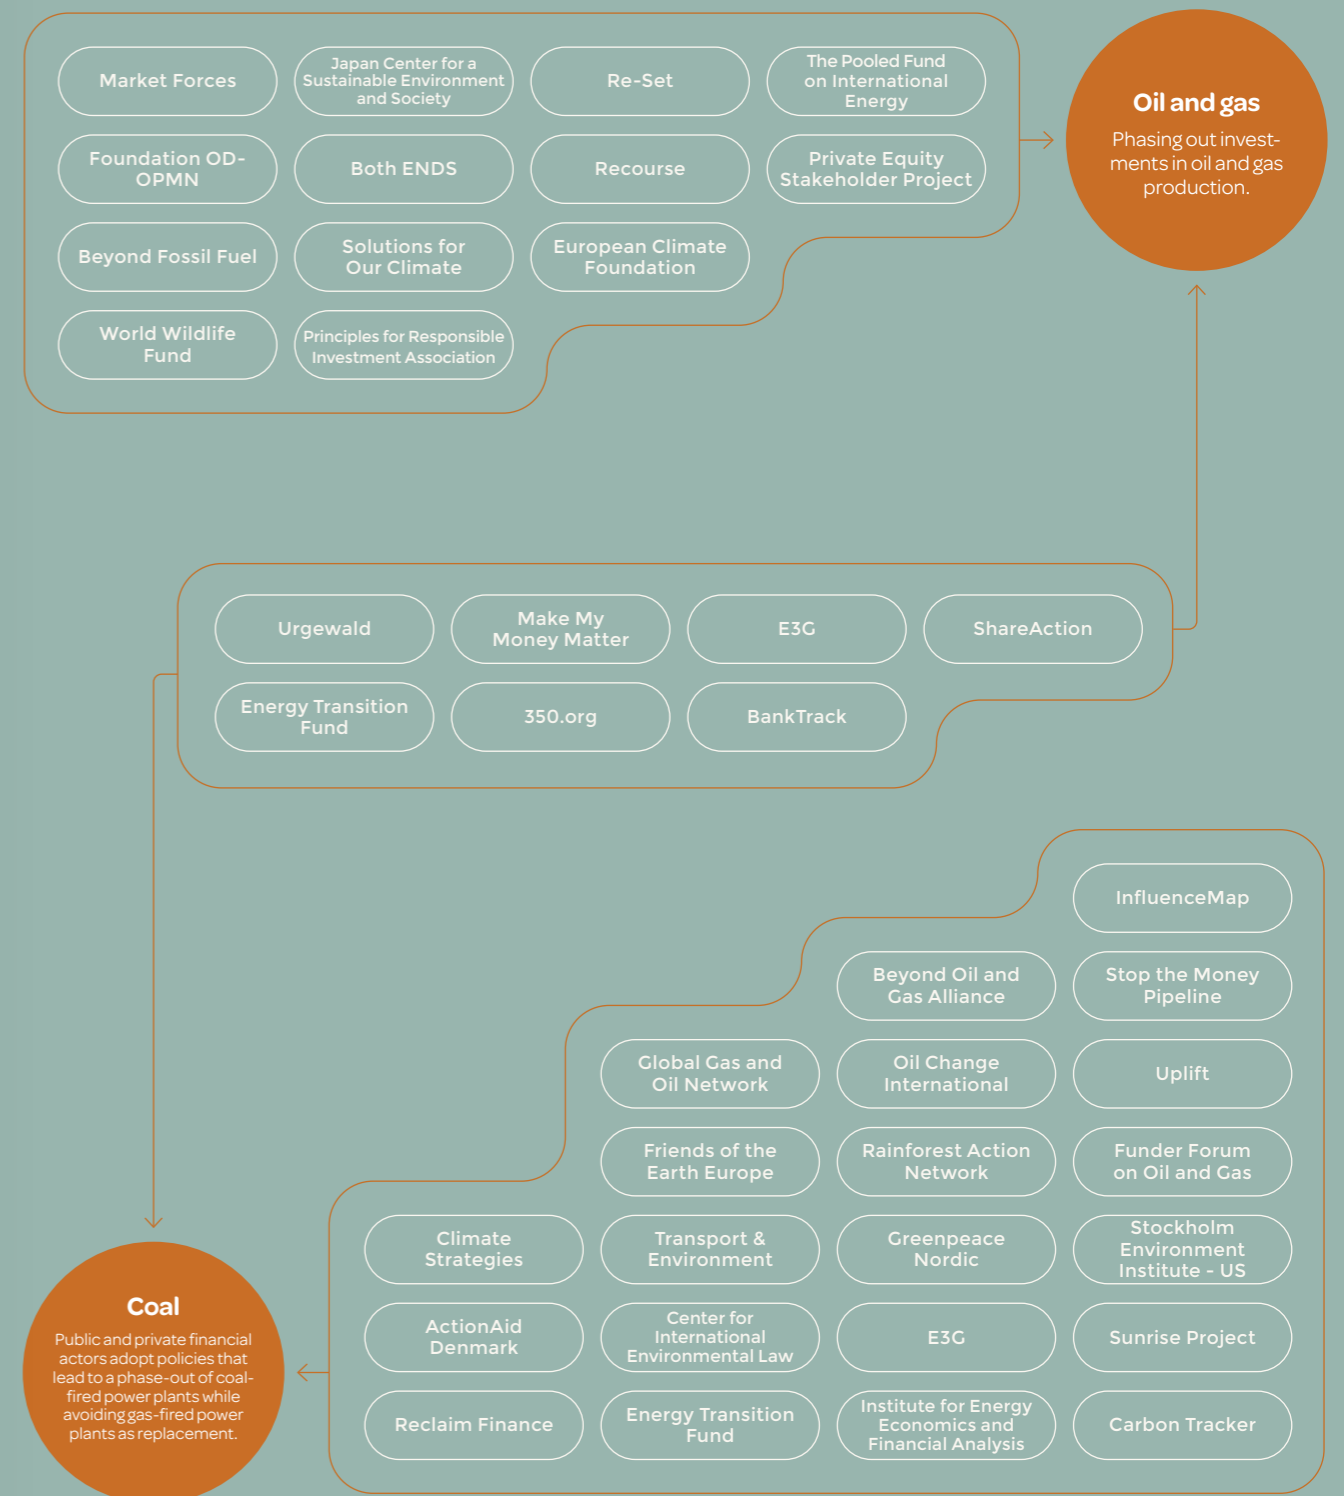 Market Forces
Japan Center for a
Sustainable Environment
and Society
Re-Set
The Pooled Fund
on International
Energy
Foundation OD-
OPMN
Both ENDS
Recourse
Private Equity
Stakeholder Project
Beyond Fossil Fuel
Solutions for
Our Climate
European Climate
Foundation
World Wildlife
Fund
Principles for Responsible
Investment Association
Oil and gas
Phasing out invest-
ments in oil and gas
production.
Urgewald
Make My
Money Matter
E3G
ShareAction
Energy Transition
Fund
350.org
BankTrack
InfluenceMap
Beyond Oil and
Gas Alliance
Stop the Money
Pipeline
Global Gas and
Oil Network
Oil Change
International
Uplift
Friends of the
Earth Europe
Rainforest Action
Network
Funder Forum
on Oil and Gas
Climate
Strategies
Transport &
Environment
Greenpeace
Nordic
Stockholm
Environment
Institute - US
ActionAid
Denmark
Center for
International
Environmental Law
E3G
Sunrise Project
Reclaim Finance
Energy Transition
Fund
Institute for Energy
Economics and
Financial Analysis
Carbon Tracker
Coal
Public and private financial
actors adopt policies that
lead to a phase-out of coal-
fired power plants while
avoiding gas-fired power
plants as replacement.